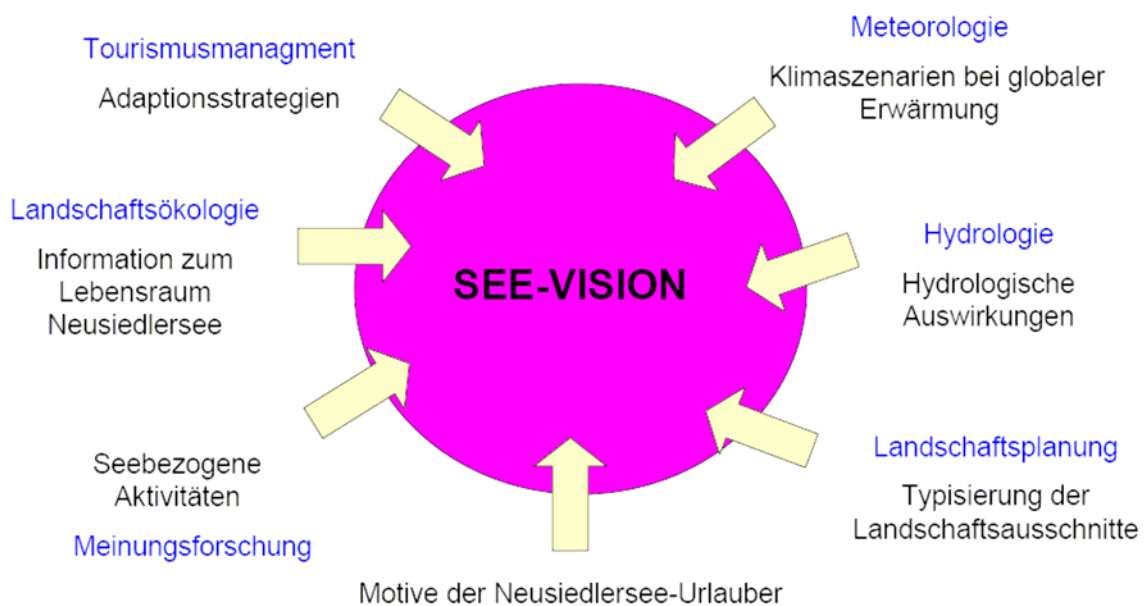 Tourismusmanagment
Adaptionsstrategien
Meteorologie
Klimaszenarien bei globaler
Erwärmung
Landschaftsökologie
Information zum
Lebensraum
Neusiedlersee
SEE-VISION
Hydrologie
Hydrologische
Auswirkungen
Seebezogene
Aktivitäten
Meinungsforschung
Landschaftsplanung
Typisierung der
Landschaftsausschnitte
Motive der Neusiedlersee-Urlauber